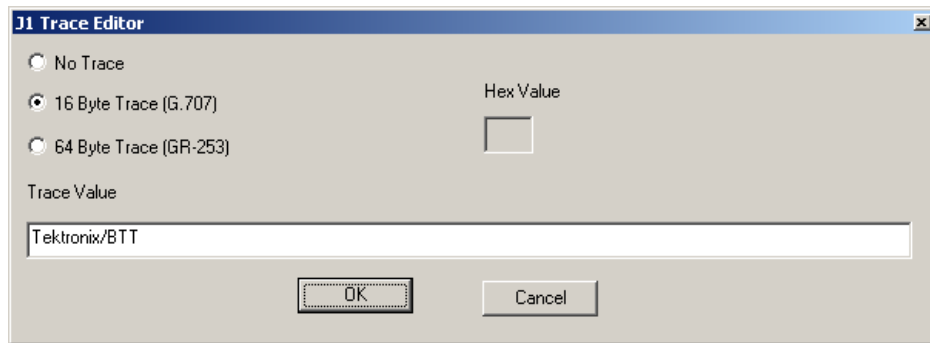 J1 Trace Editor
No Trace
16 Byte Trace (G.707)
Hex Value
64 Byte Trace (GR-253)
Trace Value
Tektronix/BTT
OK
Cancel